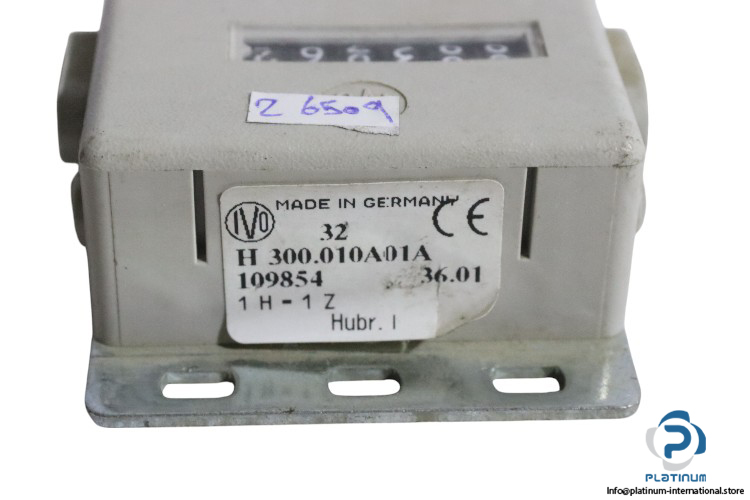 Z 6509
IVO MADE IN GERMANY CE
32
H 300.010A01A
109854 36.01
1 H - 1 Z
Hubr. I
PLATINUM
Info@platinum-international.store